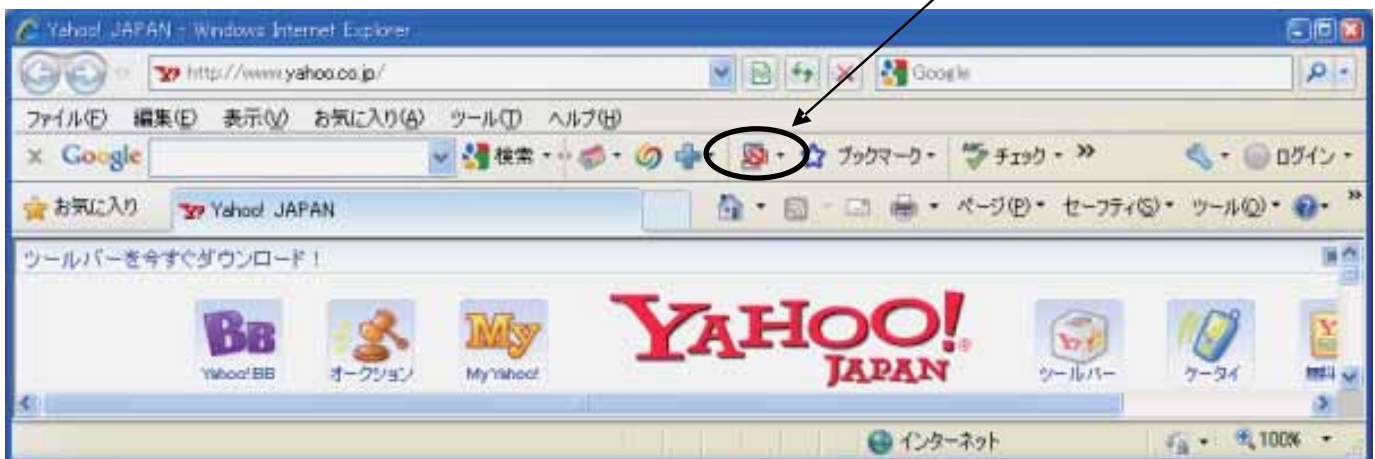 Yahoo! JAPAN - Windows Internet Explorer
http://www.yahoo.co.jp/ Google
ファイル(F) 編集(E) 表示(V) お気に入り(A) ツール(T) ヘルプ(H)
x Google 検索 ブックマーク チェック >> ログイン
お気に入り Yahoo! JAPAN ページ(P) セーフティ(S) ツール(O) >>
ツールバーを今すぐダウンロード！
BB My YAHOO! JAPAN
Yahoo! BB オークション My Yahoo! ツールバー ケータイ 無料
インターネット 100%